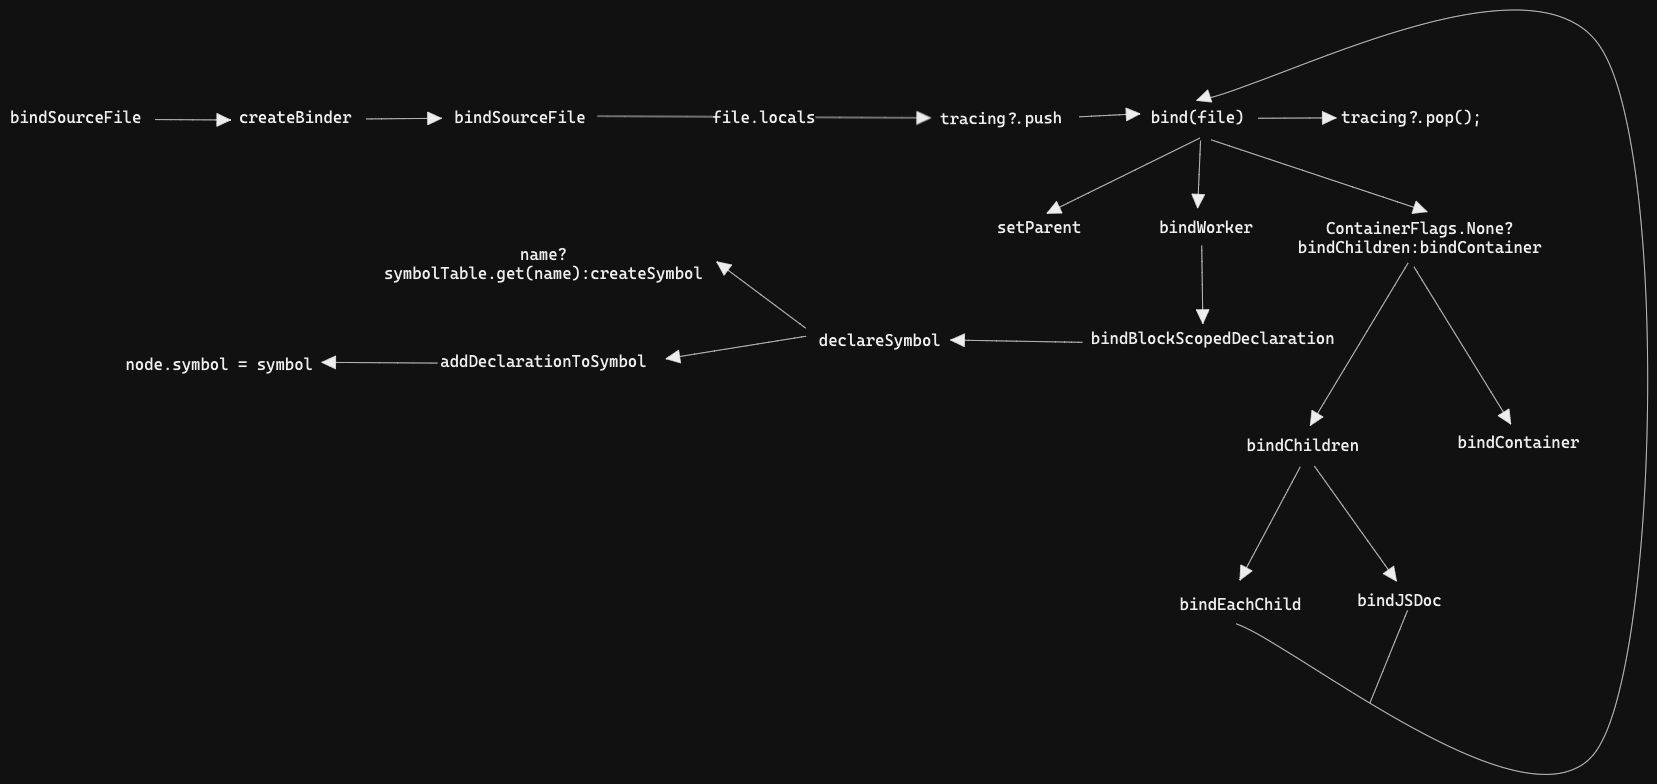 bindSourceFile
createBinder
bindSourceFile
file.locals
tracing?.push
bind(file)
tracing?.pop();
setParent
bindWorker
ContainerFlags.None?
bindChildren:bindContainer
name?
symbolTable.get(name):createSymbol
bindBlockScopedDeclaration
declareSymbol
addDeclarationToSymbol
node.symbol = symbol
bindChildren
bindContainer
bindEachChild
bindJSDoc